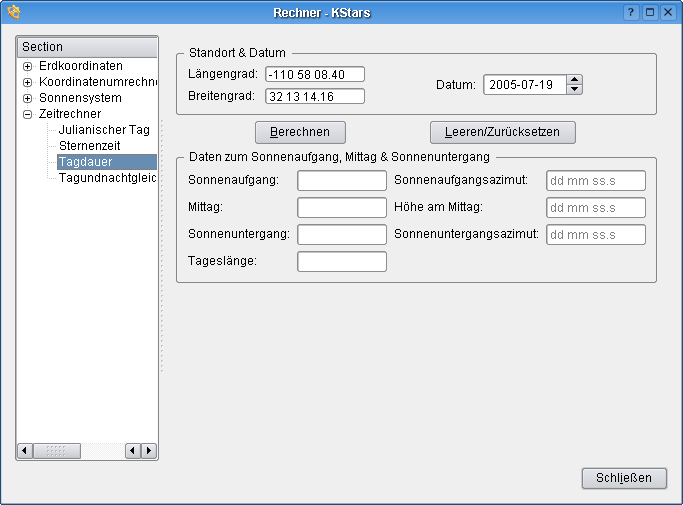 Rechner - KStars
Section
Erdkoordinaten
Koordinatenumrechn
Sonnensystem
Zeitrechner
Julianischer Tag
Sternenzeit
Tagdauer
Tagundnachtgleic
Standort & Datum
Längengrad: -110 58 08.40
Breitengrad: 32 13 14.16
Datum: 2005-07-19
Berechnen
Leeren/Zurücksetzen
Daten zum Sonnenaufgang, Mittag & Sonnenuntergang
Sonnenaufgang: Sonnenaufgangsazimut: dd mm ss.s
Mittag: Höhe am Mittag: dd mm ss.s
Sonnenuntergang: Sonnenuntergangsazimut: dd mm ss.s
Tageslänge:
Schließen